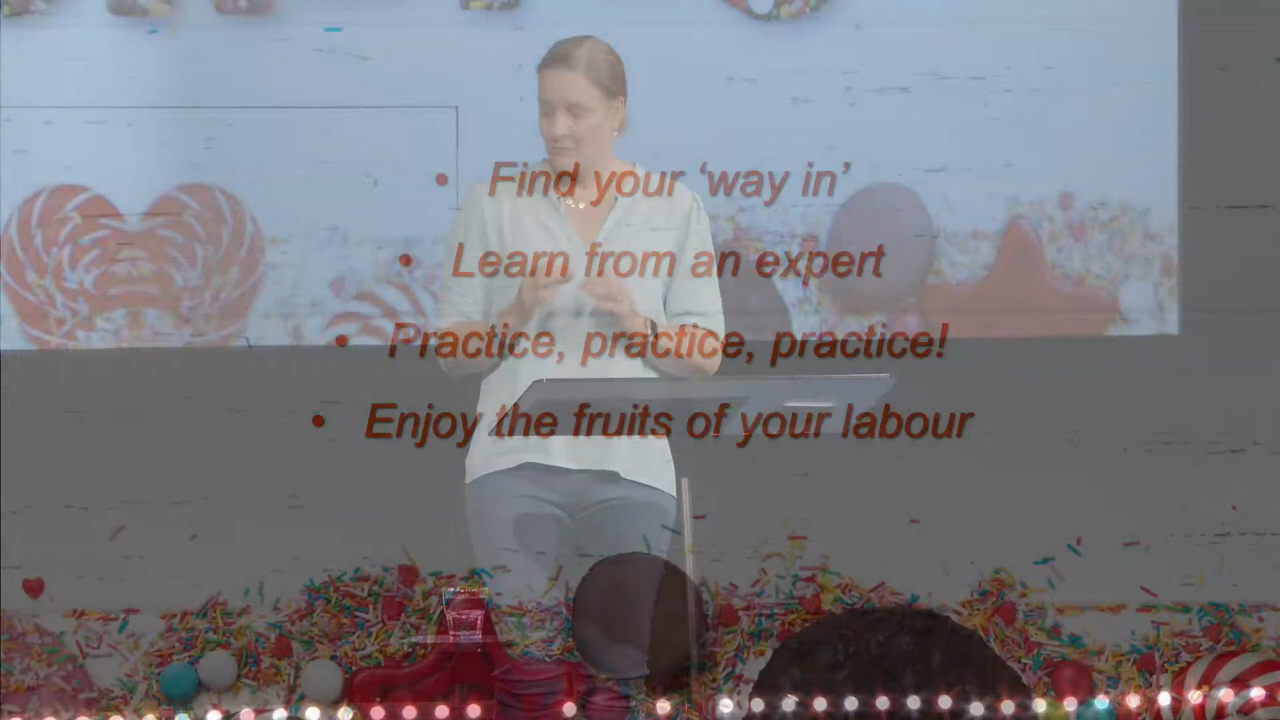 • Find your ‘way in’
• Learn from an expert
• Practice, practice, practice!
• Enjoy the fruits of your labour